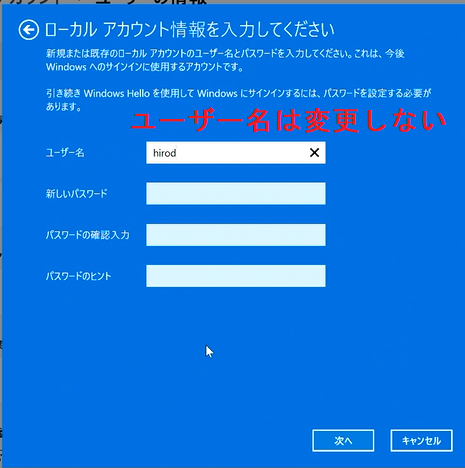 ユーザーの情報
ローカル アカウント情報を入力してください
新規または既存のローカル アカウントのユーザー名とパスワードを入力してください。これは、今後
Windows へのサインインに使用するアカウントです。
引き続き Windows Hello を使用して Windows にサインインするには、パスワードを設定する必要が
あります。
ユーザー名は変更しない
ユーザー名
hirod
新しいパスワード
パスワードの確認入力
パスワードのヒント
次へ
キャンセル